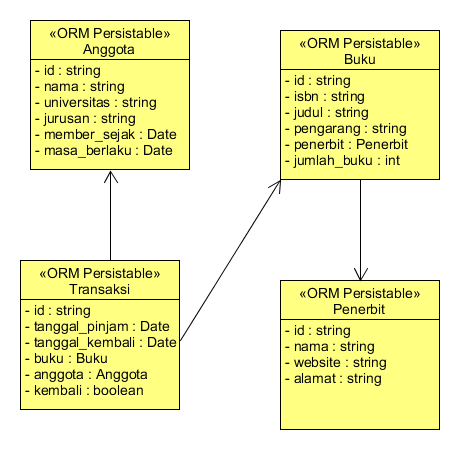 «ORM Persistable»
Anggota
- id : string
- nama : string
- universitas : string
- jurusan : string
- member_sejak : Date
- masa_berlaku : Date
«ORM Persistable»
Buku
- id : string
- isbn : string
- judul : string
- pengarang : string
- penerbit : Penerbit
- jumlah_buku : int
«ORM Persistable»
Transaksi
- id : string
- tanggal_pinjam : Date
- tanggal_kembali : Date
- buku : Buku
- anggota : Anggota
- kembali : boolean
«ORM Persistable»
Penerbit
- id : string
- nama : string
- website : string
- alamat : string